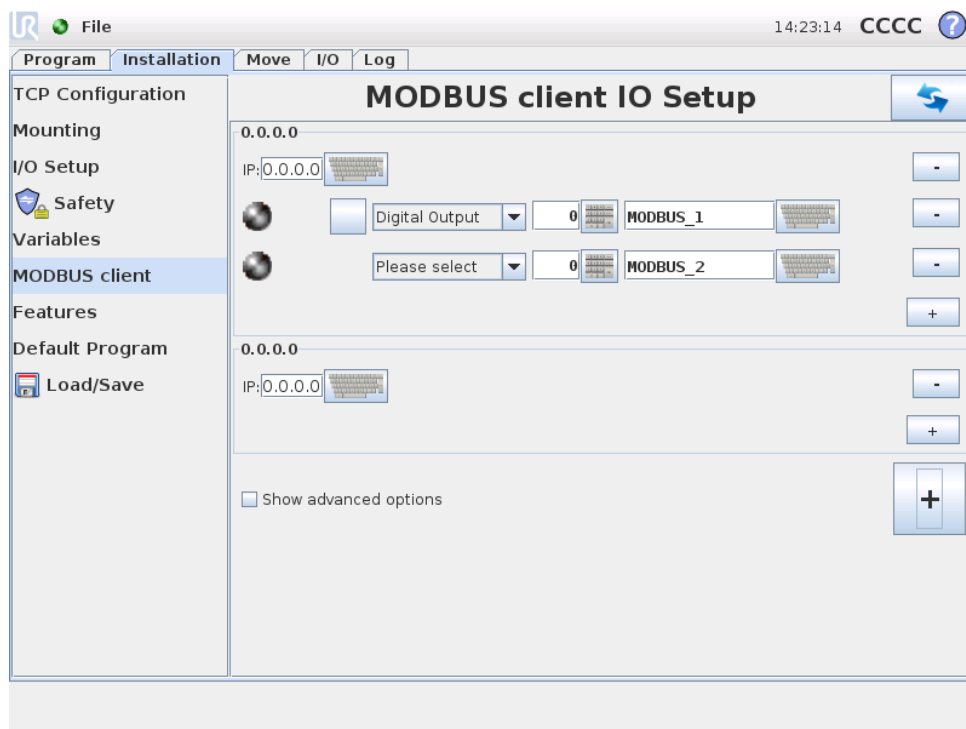 UR File 14:23:14 CCCC ?
Program Installation Move I/O Log
TCP Configuration
Mounting
I/O Setup
Safety
Variables
MODBUS client
Features
Default Program
Load/Save
MODBUS client IO Setup
0.0.0.0
IP: 0.0.0.0 -
Digital Output 0 MODBUS_1 -
Please select 0 MODBUS_2 -
+
0.0.0.0
IP: 0.0.0.0 -
+
Show advanced options +